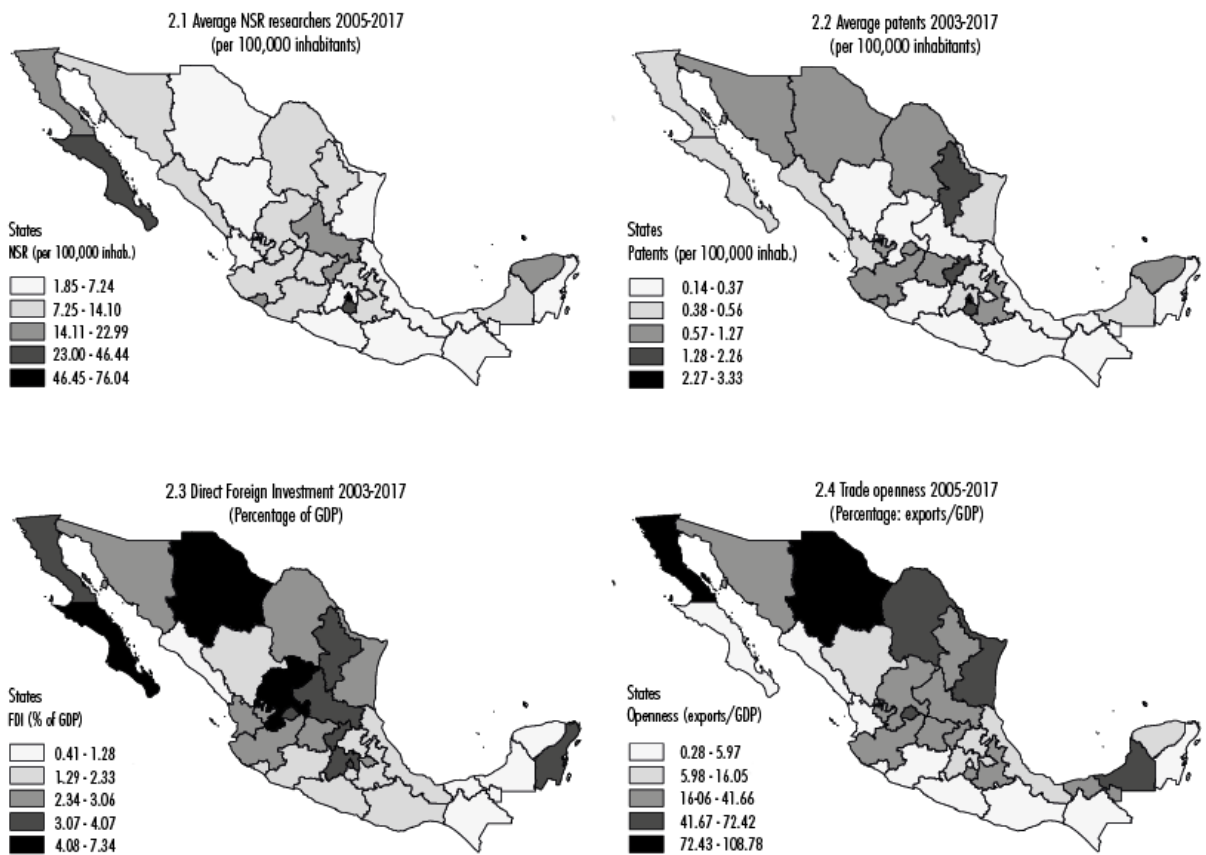 2.1 Average NSR researchers 2005-2017
(per 100,000 inhabitants)
States
NSR (per 100,000 inhab.)
1.85 - 7.24
7.25 - 14.10
14.11 - 22.99
23.00 - 46.44
46.45 - 76.04
2.2 Average patents 2003-2017
(per 100,000 inhabitants)
States
Patents (per 100,000 inhab.)
0.14 - 0.37
0.38 - 0.56
0.57 - 1.27
1.28 - 2.26
2.27 - 3.33
2.3 Direct Foreign Investment 2003-2017
(Percentage of GDP)
States
FDI (% of GDP)
0.41 - 1.28
1.29 - 2.33
2.34 - 3.06
3.07 - 4.07
4.08 - 7.34
2.4 Trade openness 2005-2017
(Percentage: exports/GDP)
States
Openness (exports/GDP)
0.28 - 5.97
5.98 - 16.05
16-06 - 41.66
41.67 - 72.42
72.43 - 108.78